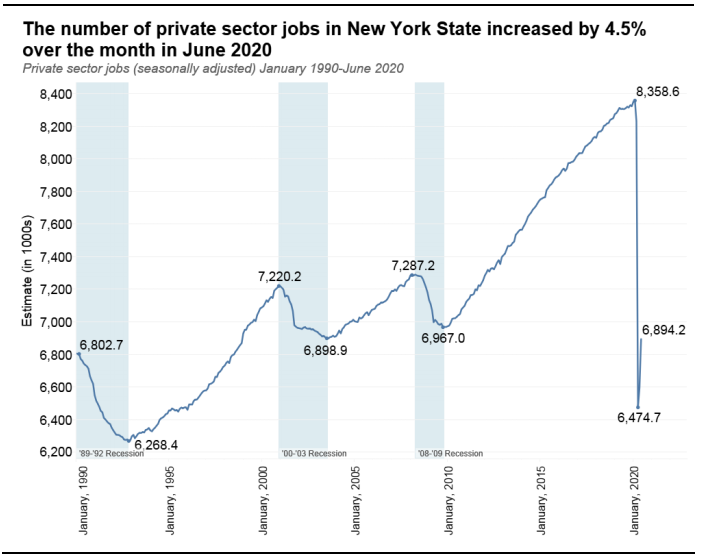 The number of private sector jobs in New York State increased by 4.5%
over the month in June 2020
Private sector jobs (seasonally adjusted) January 1990-June 2020
Estimate (in 1000s)
8,400
8,200
8,000
7,800
7,600
7,400
7,200
7,000
6,800
6,600
6,400
6,200
8,358.6
7,287.2
7,220.2
6,967.0
6,898.9
6,894.2
6,802.7
6,474.7
6,268.4
'89-'92 Recession
'00-'03 Recession
'08-'09 Recession
January, 1990
January, 1995
January, 2000
January, 2005
January, 2010
January, 2015
January, 2020